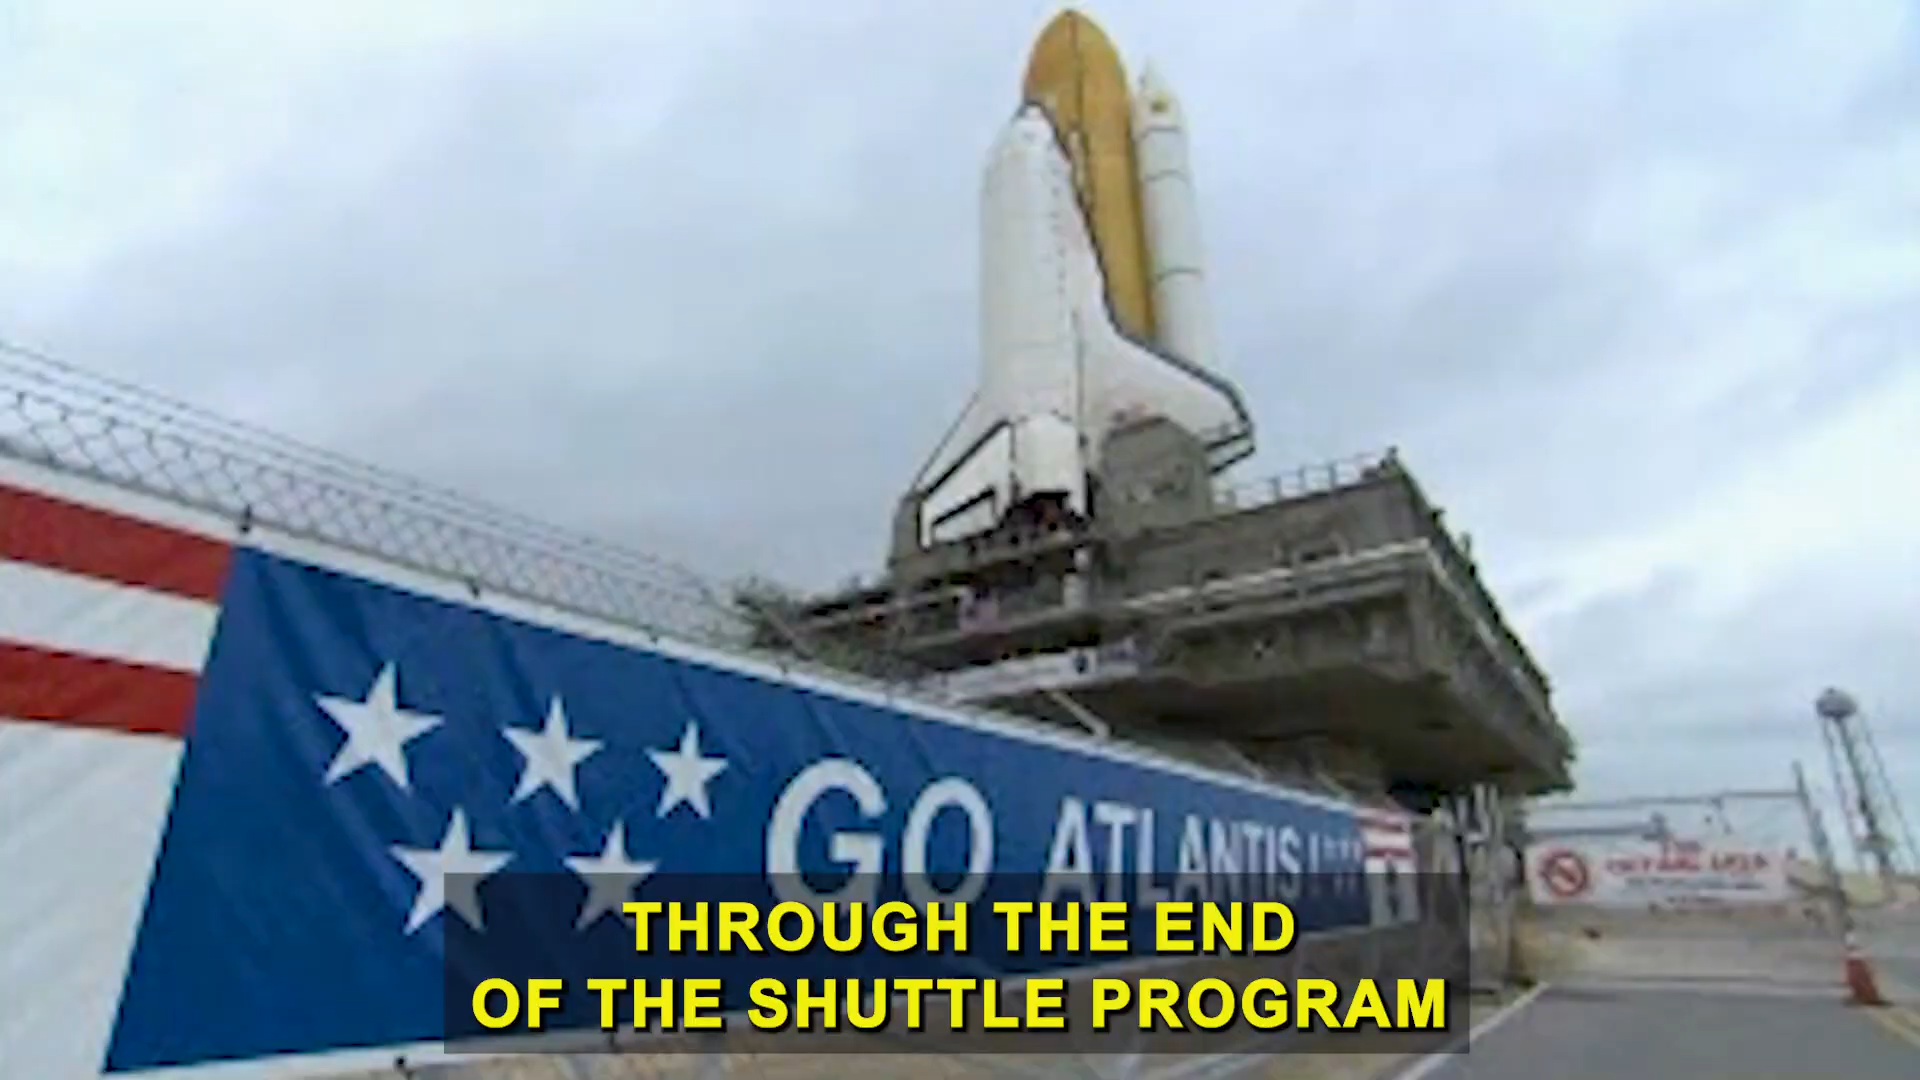 GO ATLANTIS!
THROUGH THE END
OF THE SHUTTLE PROGRAM